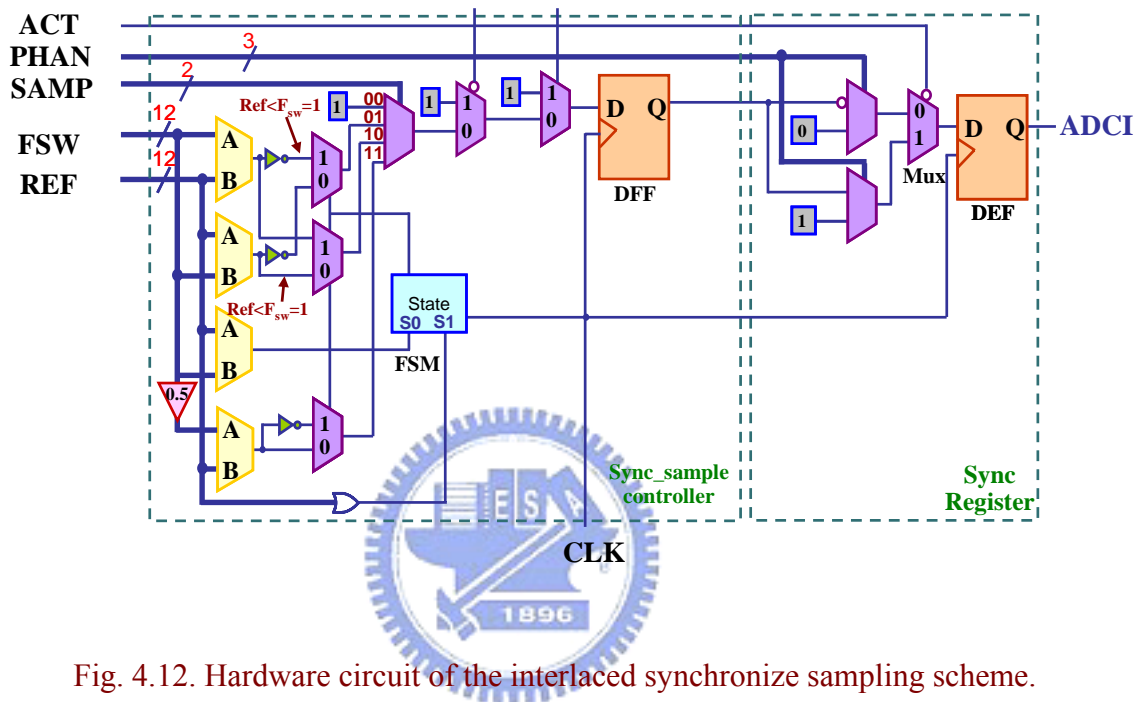 ACT
PHAN
SAMP
FSW
REF
3
2
12
12
A
B
A
B
A
B
A
B
0.5
Ref<Fsw=1
Ref<Fsw=1
1
0
1
0
1
0
1
00
01
10
11
1
1
0
1
1
0
State
S0 S1
FSM
D Q
DFF
0
1
0
1
Mux
D Q
DEF
ADCI
Sync_sample
controller
Sync
Register
CLK
E S A
1896
Fig. 4.12. Hardware circuit of the interlaced synchronize sampling scheme.